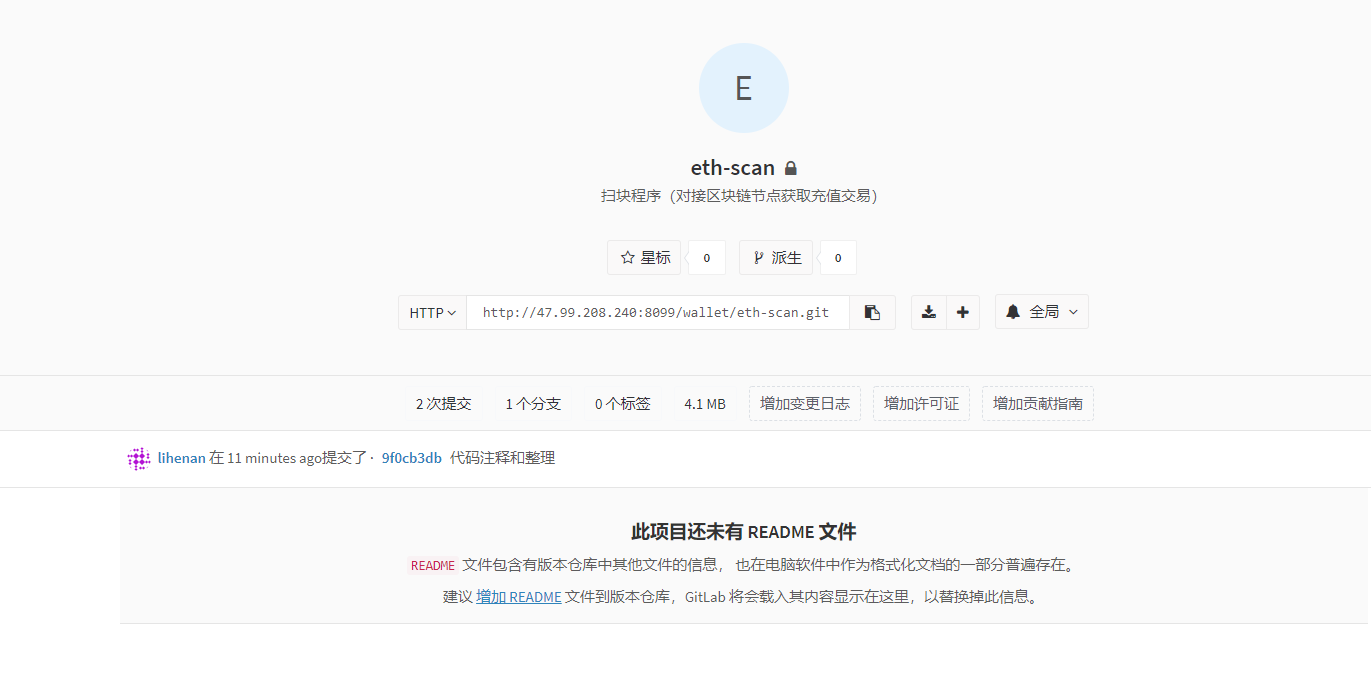 E
eth-scan
扫块程序（对接区块链节点获取充值交易）
星标 0 派生 0
HTTP http://47.99.208.240:8099/wallet/eth-scan.git 全局
2 次提交 1 个分支 0 个标签 4.1 MB 增加变更日志 增加许可证 增加贡献指南
lihenan 在 11 minutes ago提交了 · 9f0cb3db 代码注释和整理
此项目还未有 README 文件
README 文件包含有版本仓库中其他文件的信息， 也在电脑软件中作为格式化文档的一部分普遍存在。
建议 增加 README 文件到版本仓库，GitLab 将会载入其内容显示在这里，以替换掉此信息。